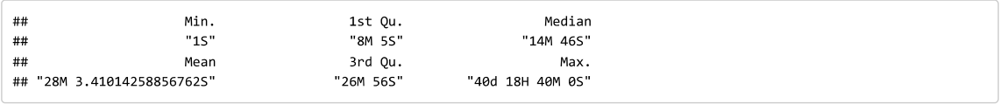 ## Min. 1st Qu. Median
## "1S" "8M 5S" "14M 46S"
## Mean 3rd Qu. Max.
## "28M 3.41014258856762S" "26M 56S" "40d 18H 40M 0S"